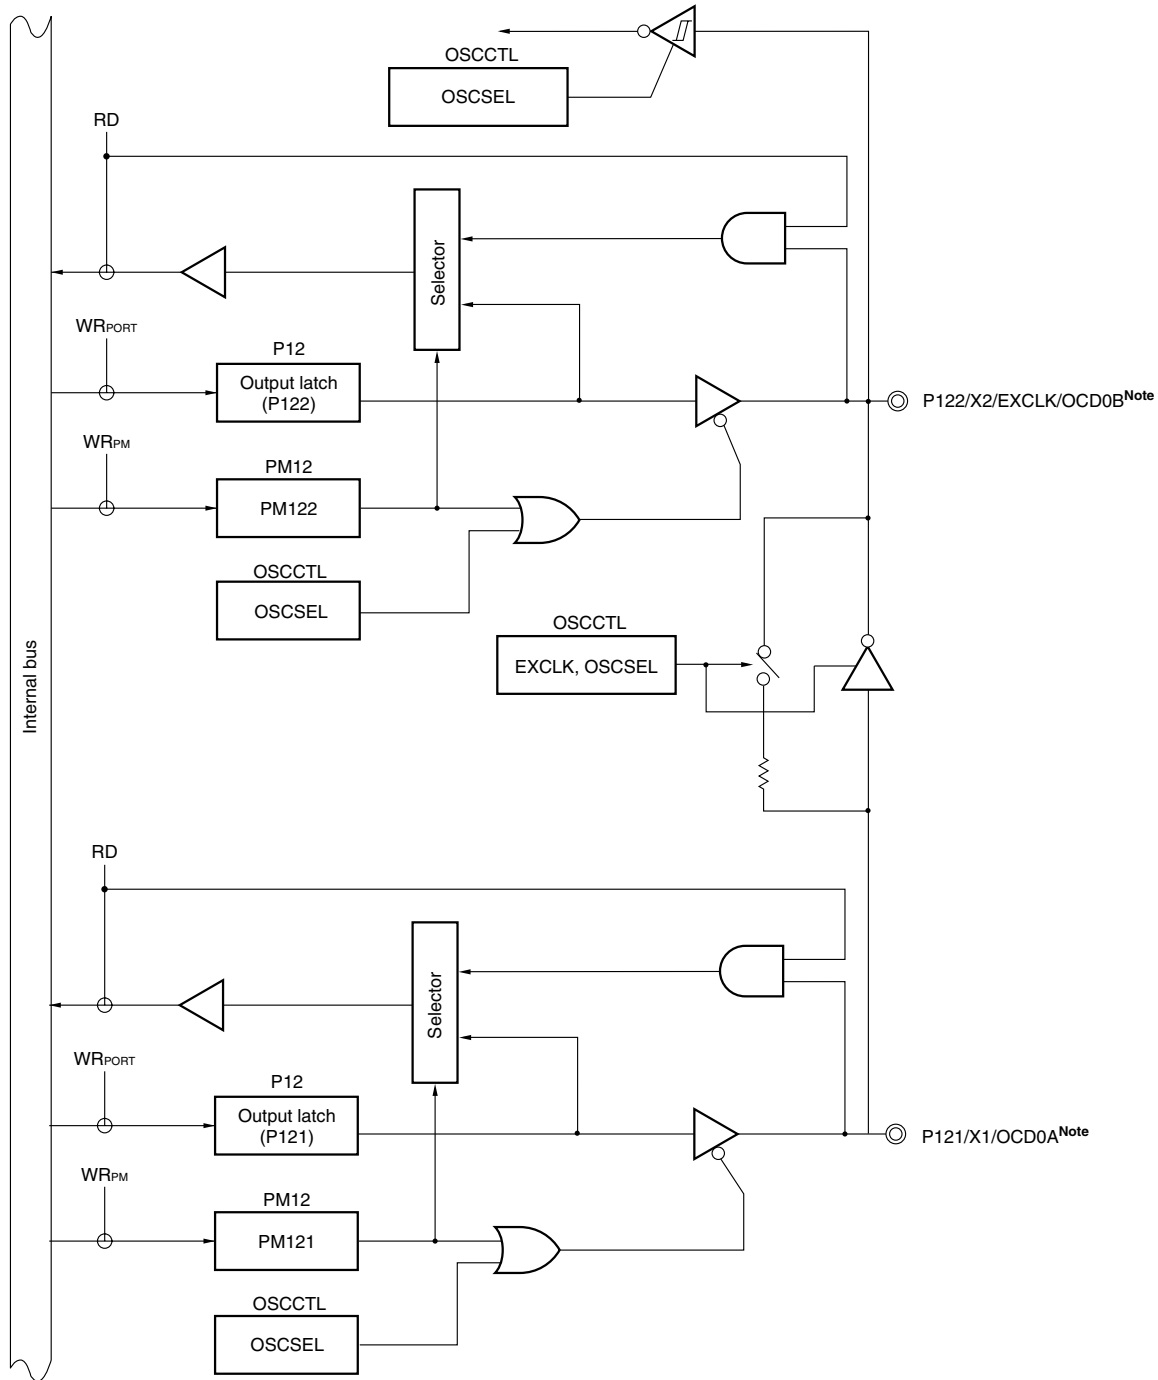 OSCCTL
OSCSEL
RD
Selector
WRPORT
P12
Output latch
(P122)
P122/X2/EXCLK/OCD0BNote
WRPM
PM12
PM122
OSCCTL
OSCSEL
OSCCTL
EXCLK, OSCSEL
Internal bus
RD
Selector
WRPORT
P12
Output latch
(P121)
P121/X1/OCD0ANote
WRPM
PM12
PM121
OSCCTL
OSCSEL